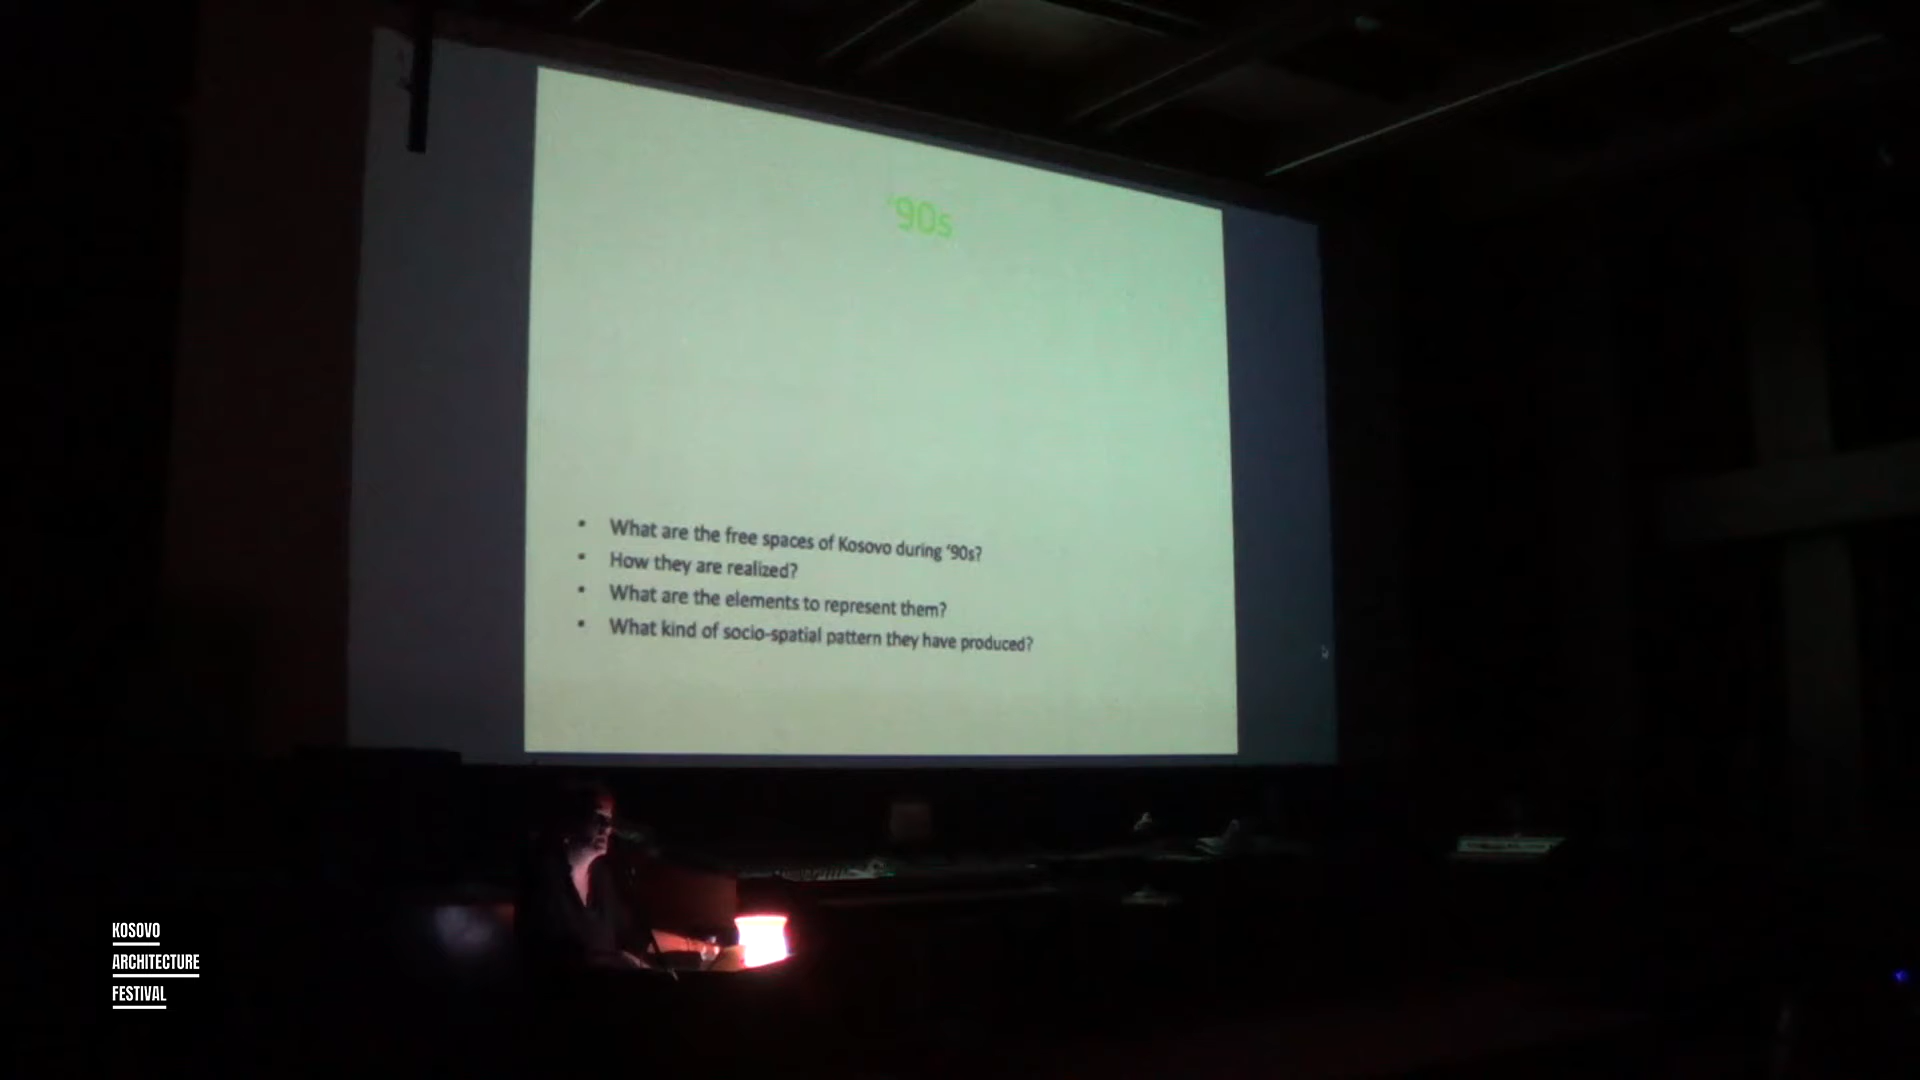 ‘90s
• What are the free spaces of Kosovo during ‘90s?
• How they are realized?
• What are the elements to represent them?
• What kind of socio-spatial pattern they have produced?
KOSOVO
ARCHITECTURE
FESTIVAL